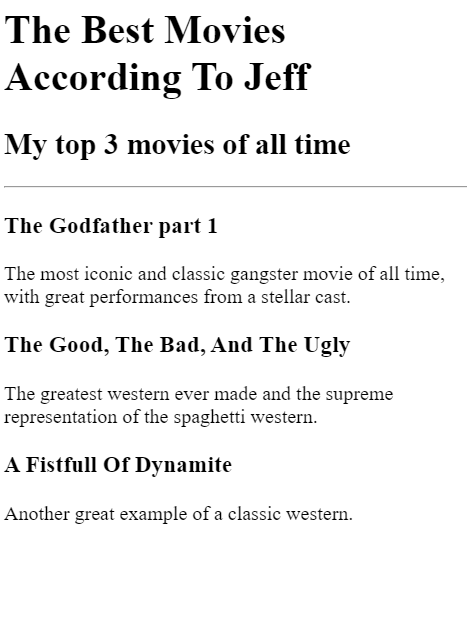 The Best Movies
According To Jeff
My top 3 movies of all time
The Godfather part 1
The most iconic and classic gangster movie of all time,
with great performances from a stellar cast.
The Good, The Bad, And The Ugly
The greatest western ever made and the supreme
representation of the spaghetti western.
A Fistfull Of Dynamite
Another great example of a classic western.